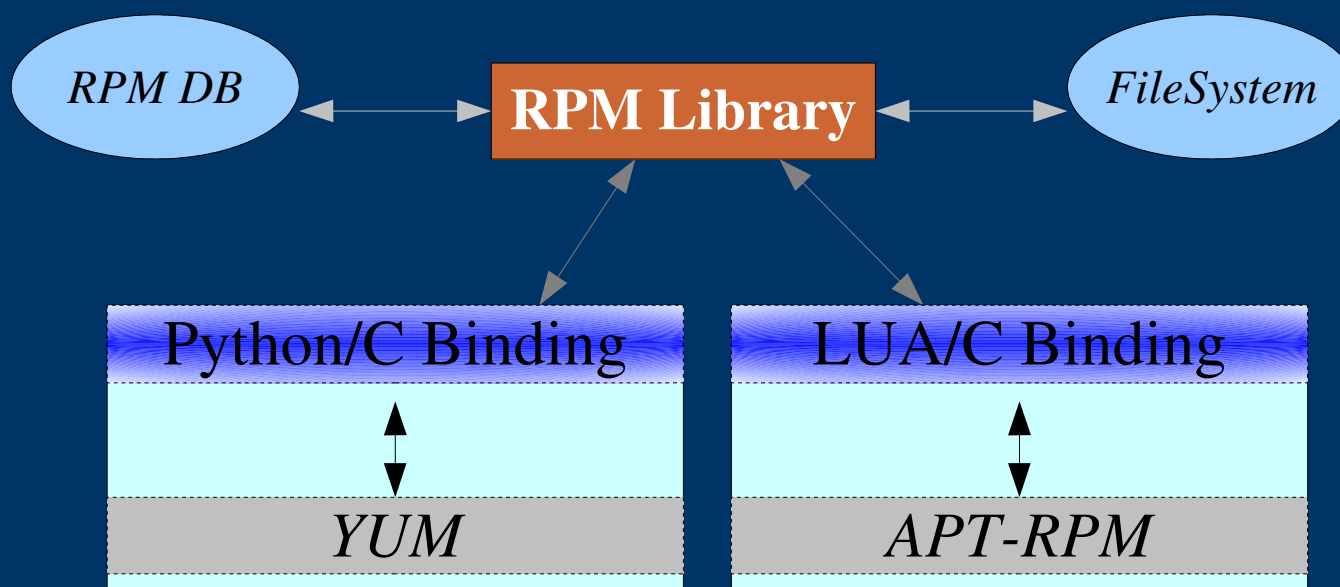 RPM DB
RPM Library
FileSystem
Python/C Binding
LUA/C Binding
YUM
APT-RPM